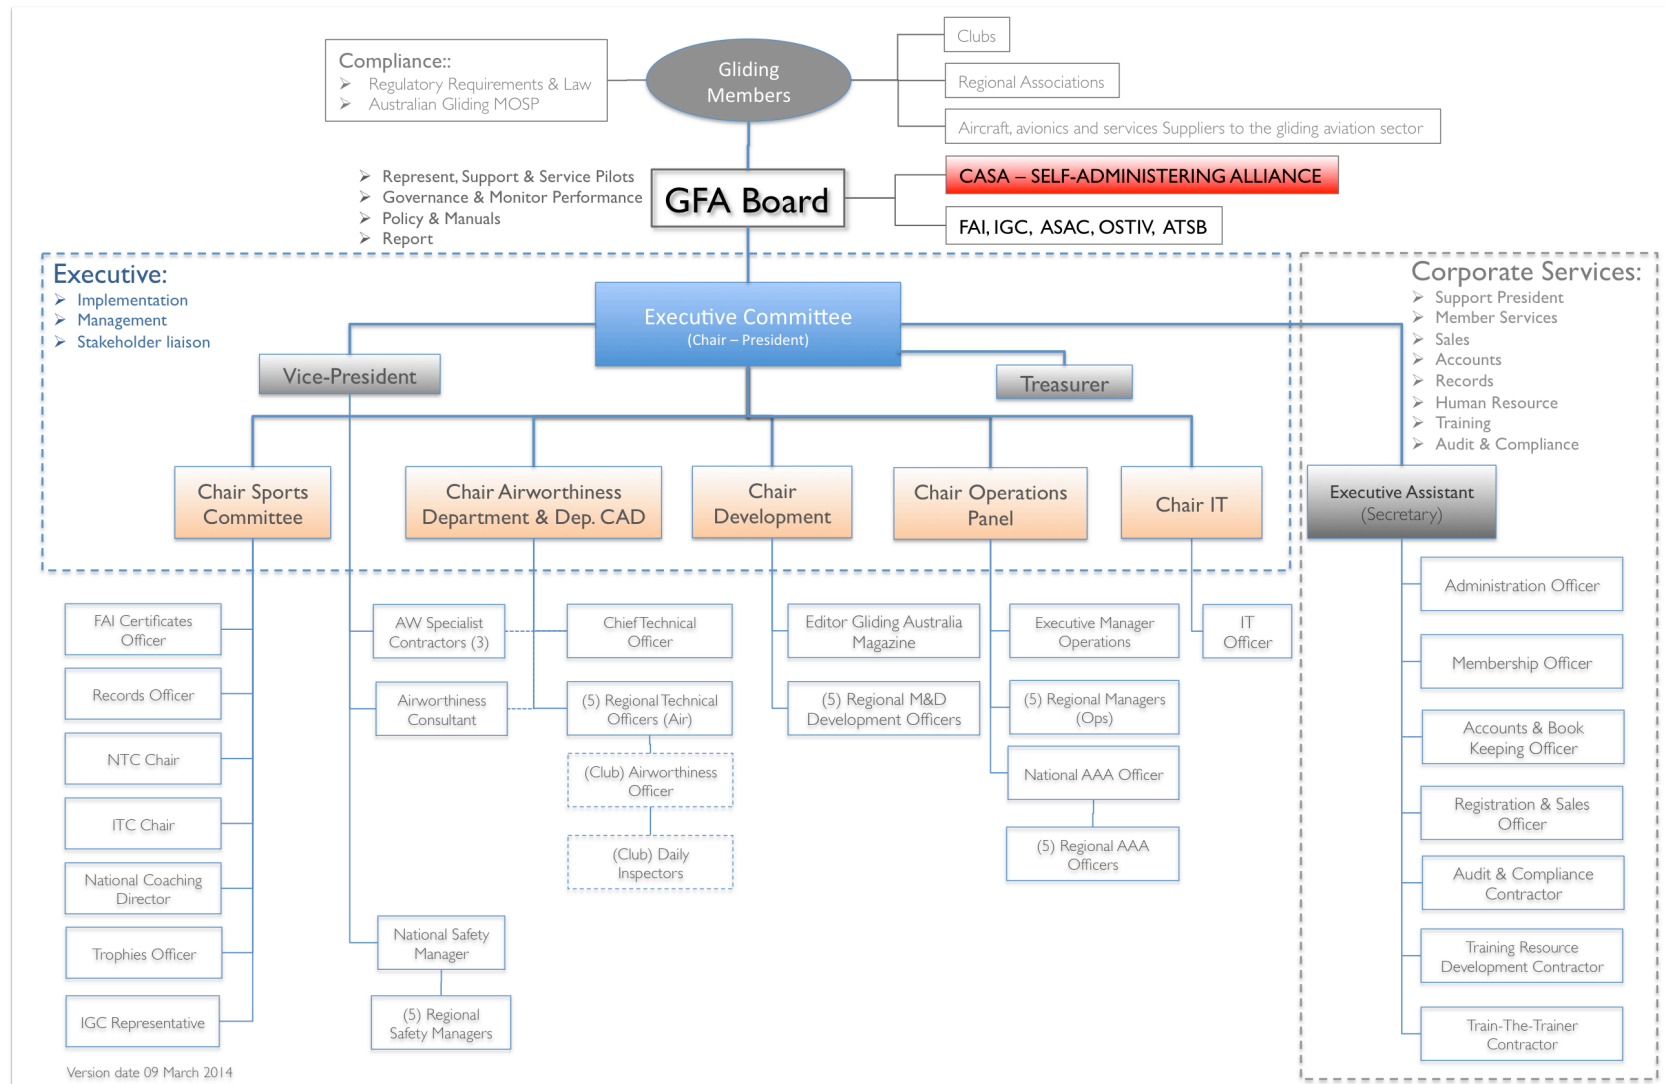 Compliance::
➢ Regulatory Requirements & Law
➢ Australian Gliding MOSP
Gliding
Members
Clubs
Regional Associations
Aircraft, avionics and services Suppliers to the gliding aviation sector
➢ Represent, Support & Service Pilots
➢ Governance & Monitor Performance
➢ Policy & Manuals
➢ Report
GFA Board
CASA – SELF-ADMINISTERING ALLIANCE
FAI, IGC, ASAC, OSTIV, ATSB
Executive:
➢ Implementation
➢ Management
➢ Stakeholder liaison
Executive Committee
(Chair – President)
Vice-President
Treasurer
Corporate Services:
➢ Support President
➢ Member Services
➢ Sales
➢ Accounts
➢ Records
➢ Human Resource
➢ Training
➢ Audit & Compliance
Chair Sports
Committee
Chair Airworthiness
Department & Dep. CAD
Chair
Development
Chair Operations
Panel
Chair IT
Executive Assistant
(Secretary)
FAI Certificates
Officer
Records Officer
NTC Chair
ITC Chair
National Coaching
Director
Trophies Officer
IGC Representative
AW Specialist
Contractors (3)
Airworthiness
Consultant
National Safety
Manager
(5) Regional
Safety Managers
Chief Technical
Officer
(5) Regional Technical
Officers (Air)
(Club) Airworthiness
Officer
(Club) Daily
Inspectors
Editor Gliding Australia
Magazine
(5) Regional M&D
Development Officers
Executive Manager
Operations
(5) Regional Managers
(Ops)
National AAA Officer
(5) Regional AAA
Officers
IT
Officer
Administration Officer
Membership Officer
Accounts & Book
Keeping Officer
Registration & Sales
Officer
Audit & Compliance
Contractor
Training Resource
Development Contractor
Train-The-Trainer
Contractor
Version date 09 March 2014